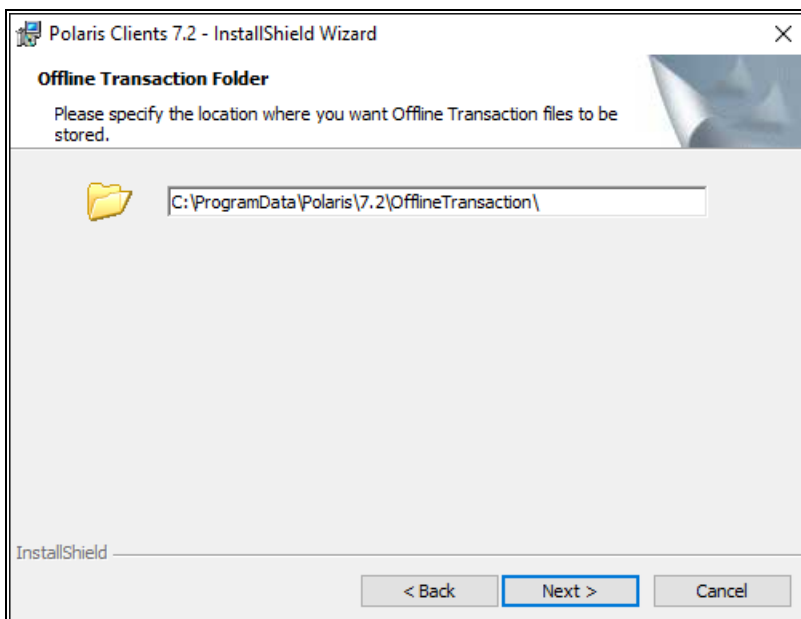 Polaris Clients 7.2 - InstallShield Wizard
Offline Transaction Folder
Please specify the location where you want Offline Transaction files to be
stored.
C:\ProgramData\Polaris\7.2\OfflineTransaction\
InstallShield
< Back
Next >
Cancel